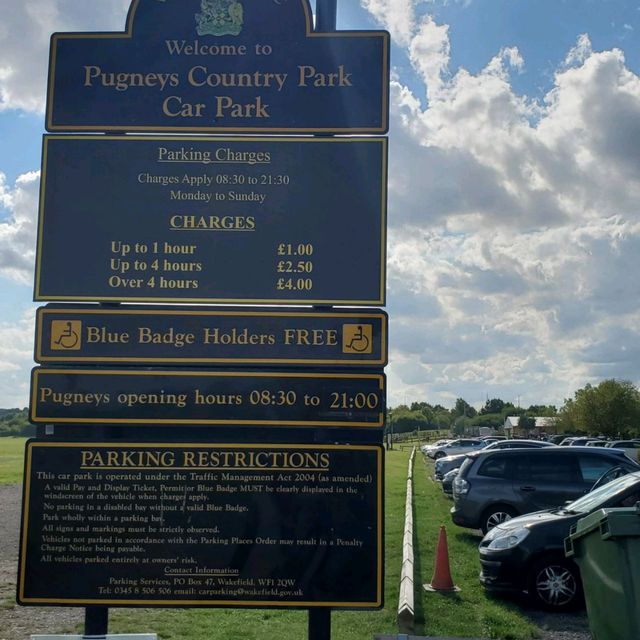 Welcome to
Pugneys Country Park
Car Park
Parking Charges
Charges Apply 08:30 to 21:30
Monday to Sunday
CHARGES
Up to 1 hour £1.00
Up to 4 hours £2.50
Over 4 hours £4.00
Blue Badge Holders FREE
Pugneys opening hours 08:30 to 21:00
PARKING RESTRICTIONS
This car park is operated under the Traffic Management Act 2004 (as amended)
A valid Pay and Display Ticket, Permit or Blue Badge MUST be clearly displayed in the
windscreen of the vehicle when charges apply.
No parking in a disabled bay without a valid Blue Badge.
Park wholly within a parking bay.
All signs and markings must be strictly observed.
Vehicles not parked in accordance with the Parking Places Order may result in a Penalty
Charge Notice being payable.
All vehicles parked entirely at owners' risk.
Contact Information
Parking Services, PO Box 47, Wakefield, WF1 2QW
Tel: 0345 8 506 506 email: carparking@wakefield.gov.uk